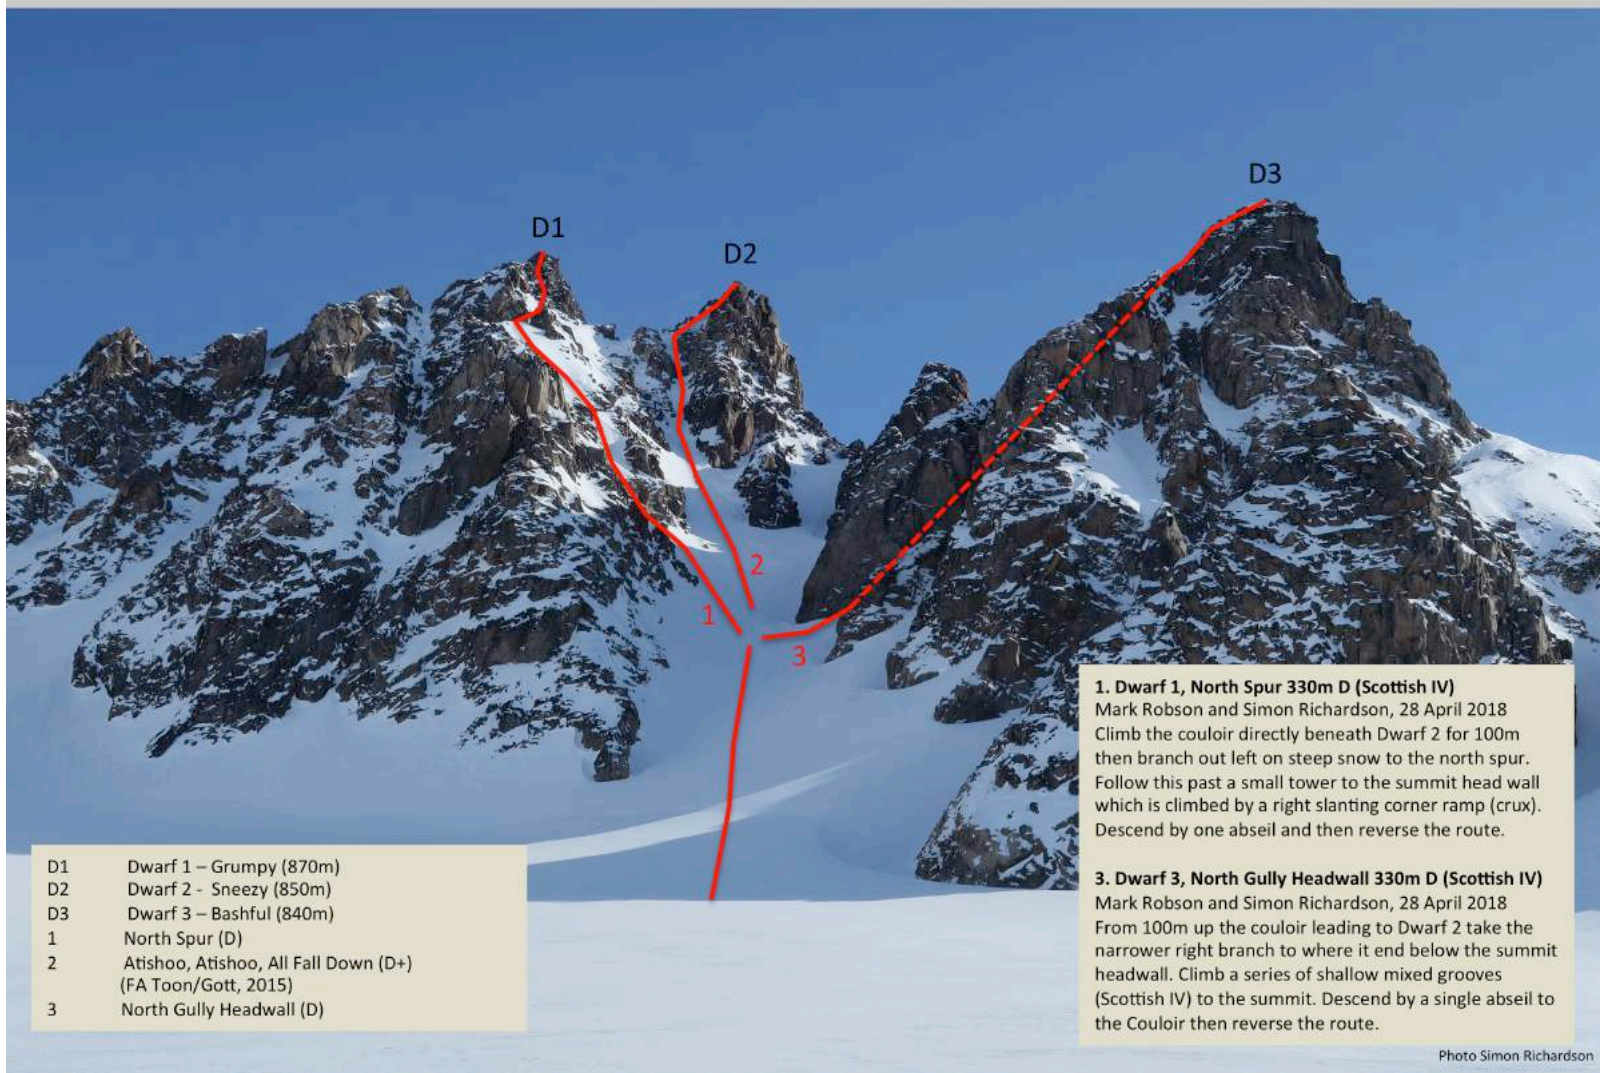 D3
D1
D2
2
1
3
1. Dwarf 1, North Spur 330m D (Scottish IV)
Mark Robson and Simon Richardson, 28 April 2018
Climb the couloir directly beneath Dwarf 2 for 100m
then branch out left on steep snow to the north spur.
Follow this past a small tower to the summit head wall
which is climbed by a right slanting corner ramp (crux).
Descend by one abseil and then reverse the route.
3. Dwarf 3, North Gully Headwall 330m D (Scottish IV)
Mark Robson and Simon Richardson, 28 April 2018
From 100m up the couloir leading to Dwarf 2 take the
narrower right branch to where it end below the summit
headwall. Climb a series of shallow mixed grooves
(Scottish IV) to the summit. Descend by a single abseil to
the Couloir then reverse the route.
D1 Dwarf 1 – Grumpy (870m)
D2 Dwarf 2 - Sneezy (850m)
D3 Dwarf 3 – Bashful (840m)
1 North Spur (D)
2 Atishoo, Atishoo, All Fall Down (D+)
(FA Toon/Gott, 2015)
3 North Gully Headwall (D)
Photo Simon Richardson